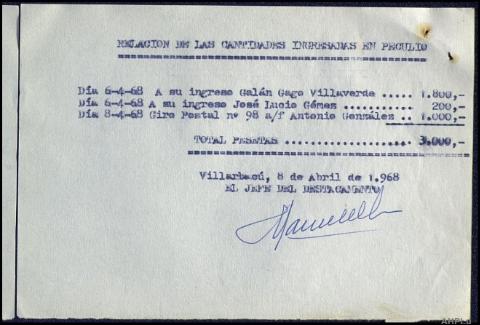 RELACION DE LAS CANTIDADES INGRESADAS EN PECULIO
Día 6-4-68 A su ingreso Galán Gago Villaverde ..... 1.800,-
Día 6-4-68 A su ingreso José Lucio Gómez ........... 200,-
Día 8-4-68 Giro Postal nº 98 a/f Antonio González .. 1.000,-
TOTAL PESETAS ..................... 3.000,-
Villarbacú, 8 de Abril de 1.968
EL JEFE DEL DESTACAMENTO